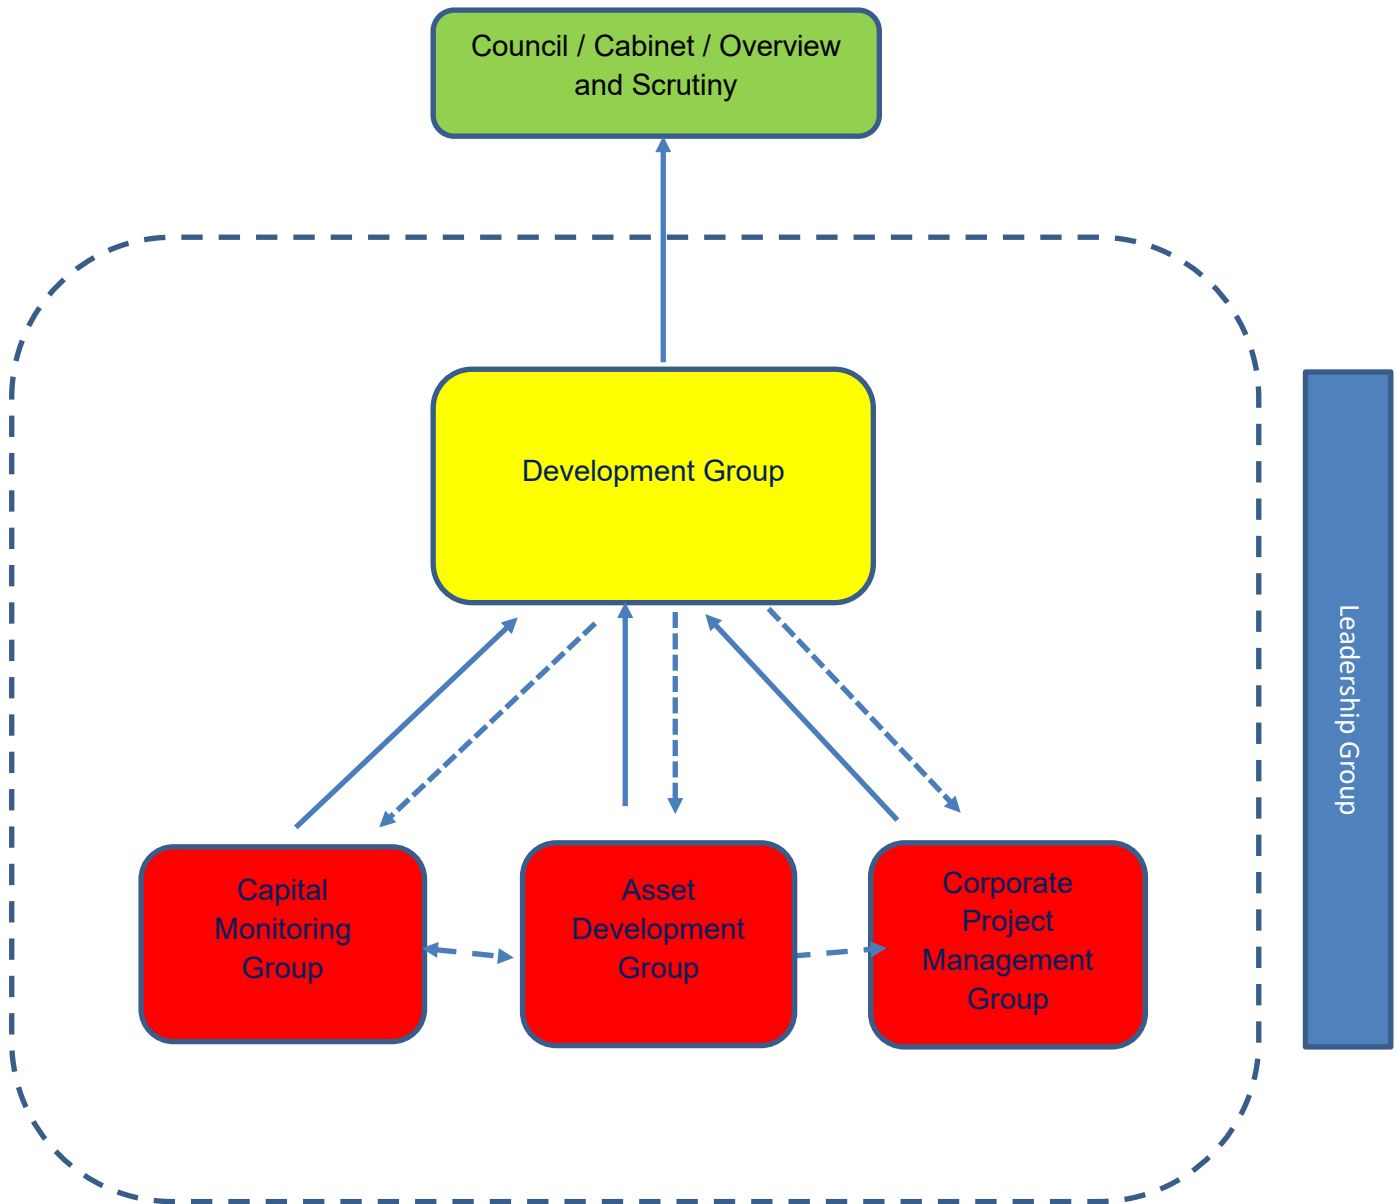 Council / Cabinet / Overview
and Scrutiny
Development Group
Leadership Group
Capital
Monitoring
Group
Asset
Development
Group
Corporate
Project
Management
Group